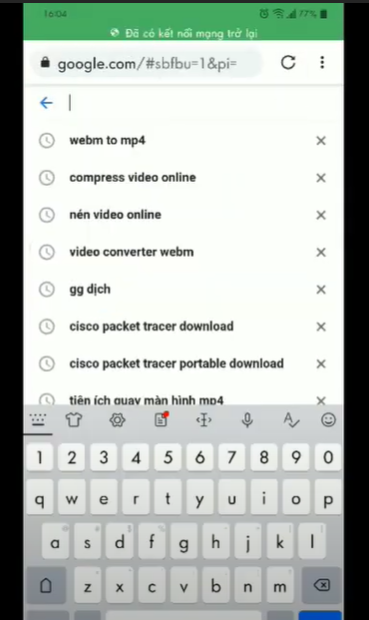 16:04
77%
Đã có kết nối mạng trở lại
google.com/#sbfbu=1&pi=
webm to mp4
compress video online
nén video online
video converter webm
gg dịch
cisco packet tracer download
cisco packet tracer portable download
tiện ích quay màn hình mp4
1 2 3 4 5 6 7 8 9 0
q w e r t y u i o p
a s d f g h j k l
z x c v b n m